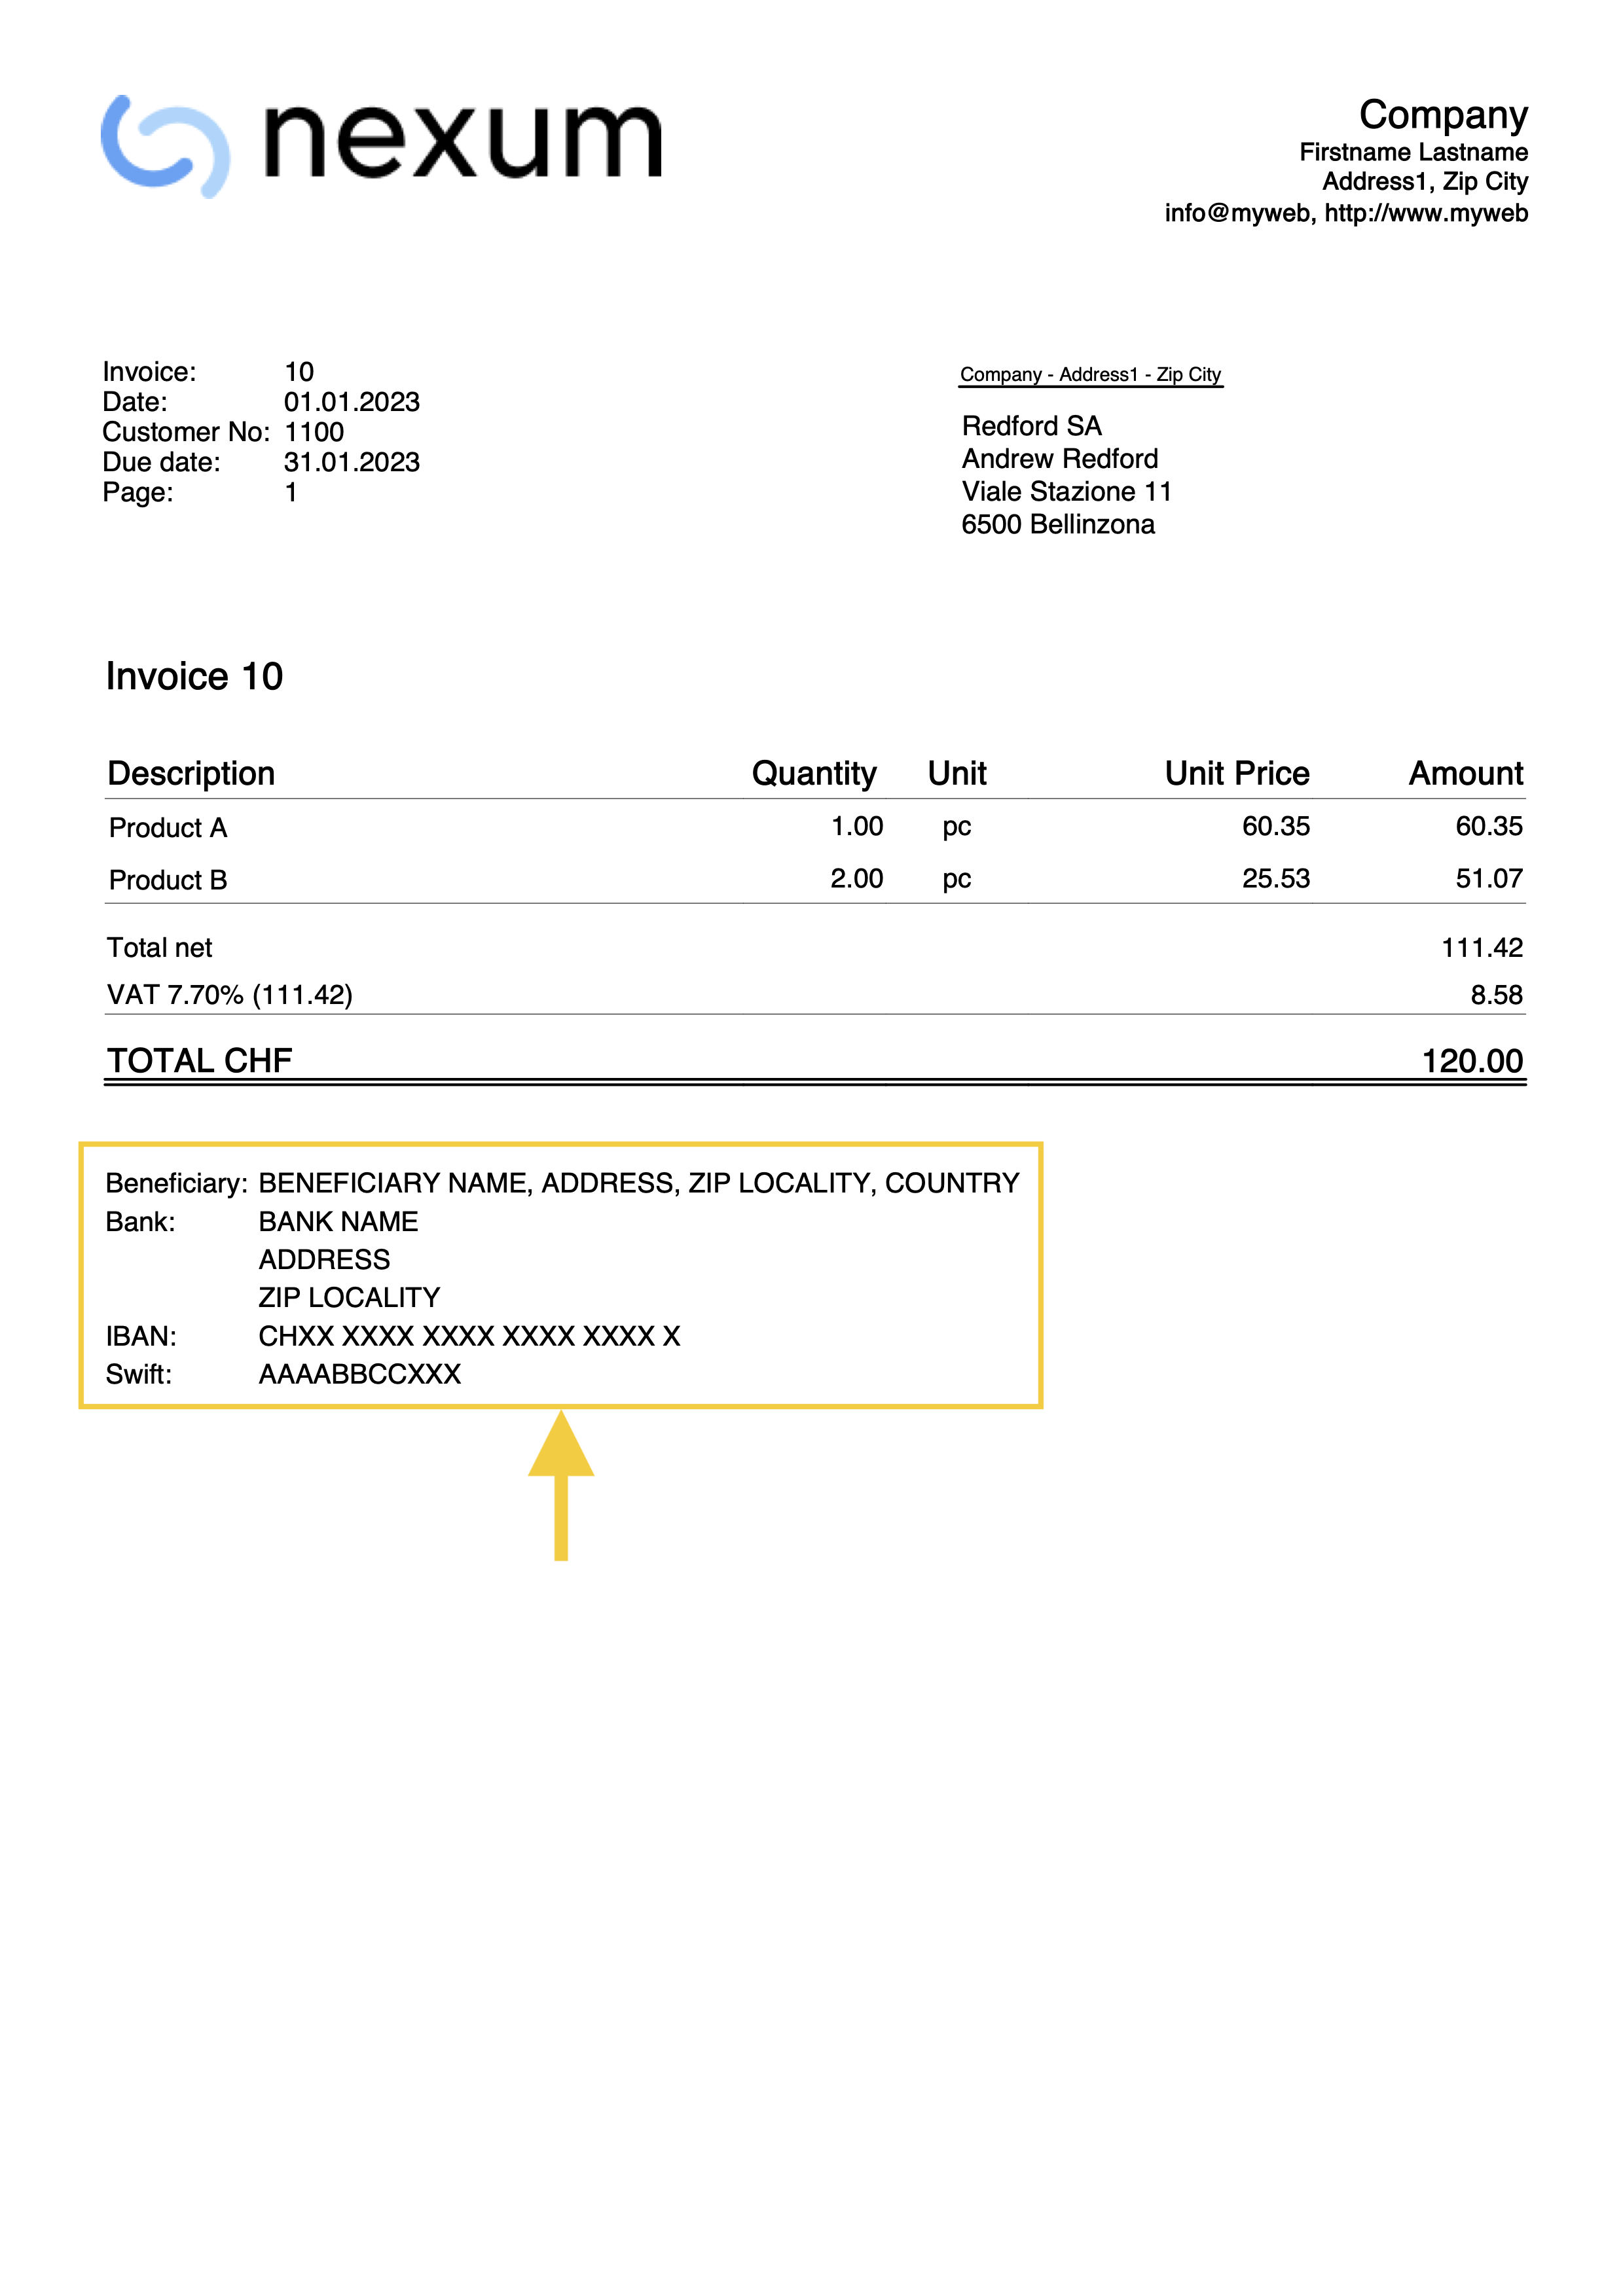 nexum
Company
Firstname Lastname
Address1, Zip City
info@myweb, http://www.myweb
Invoice: 10
Date: 01.01.2023
Customer No: 1100
Due date: 31.01.2023
Page: 1
Company - Address1 - Zip City
Redford SA
Andrew Redford
Viale Stazione 11
6500 Bellinzona
Invoice 10
Description Quantity Unit Unit Price Amount
Product A 1.00 pc 60.35 60.35
Product B 2.00 pc 25.53 51.07
Total net 111.42
VAT 7.70% (111.42) 8.58
TOTAL CHF 120.00
Beneficiary: BENEFICIARY NAME, ADDRESS, ZIP LOCALITY, COUNTRY
Bank: BANK NAME
ADDRESS
ZIP LOCALITY
IBAN: CHXX XXXX XXXX XXXX XXXX X
Swift: AAAABBCCXXX